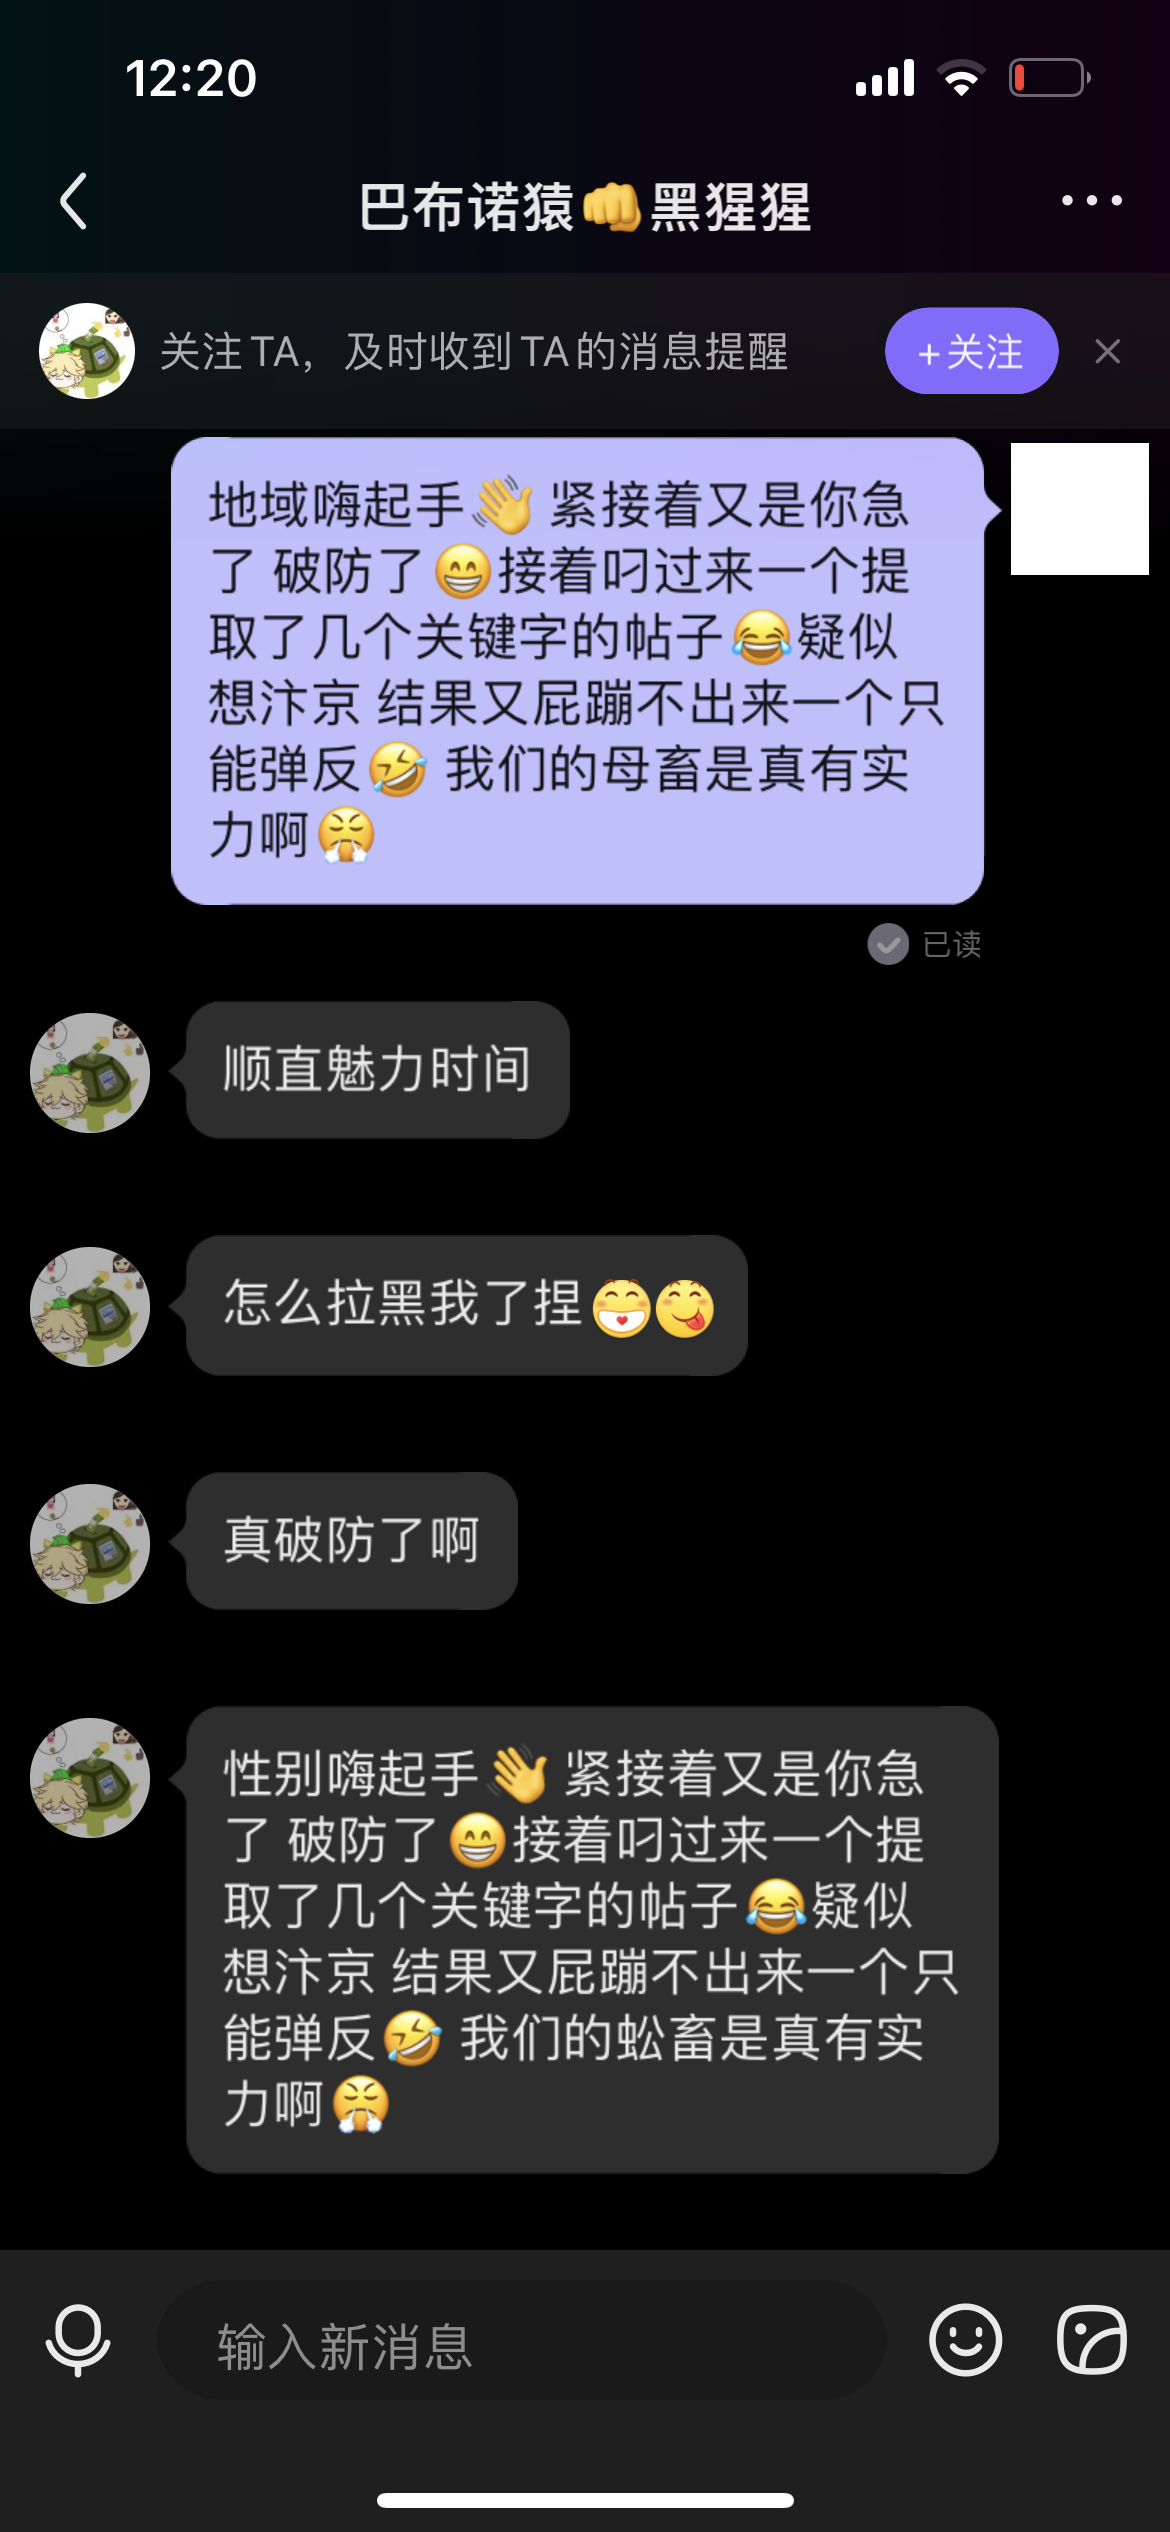 12:20
巴布诺猿👊黑猩猩
关注TA，及时收到TA的消息提醒
+关注
地域嗨起手👋 紧接着又是你急
了 破防了😁接着叼过来一个提
取了几个关键字的帖子😂疑似
想汴京 结果又屁蹦不出来一个只
能弹反🤣 我们的母畜是真有实
力啊😤
已读
顺直魅力时间
怎么拉黑我了捏😁😋
真破防了啊
性别嗨起手👋 紧接着又是你急
了 破防了😁接着叼过来一个提
取了几个关键字的帖子😂疑似
想汴京 结果又屁蹦不出来一个只
能弹反🤣 我们的蚣畜是真有实
力啊😤
输入新消息